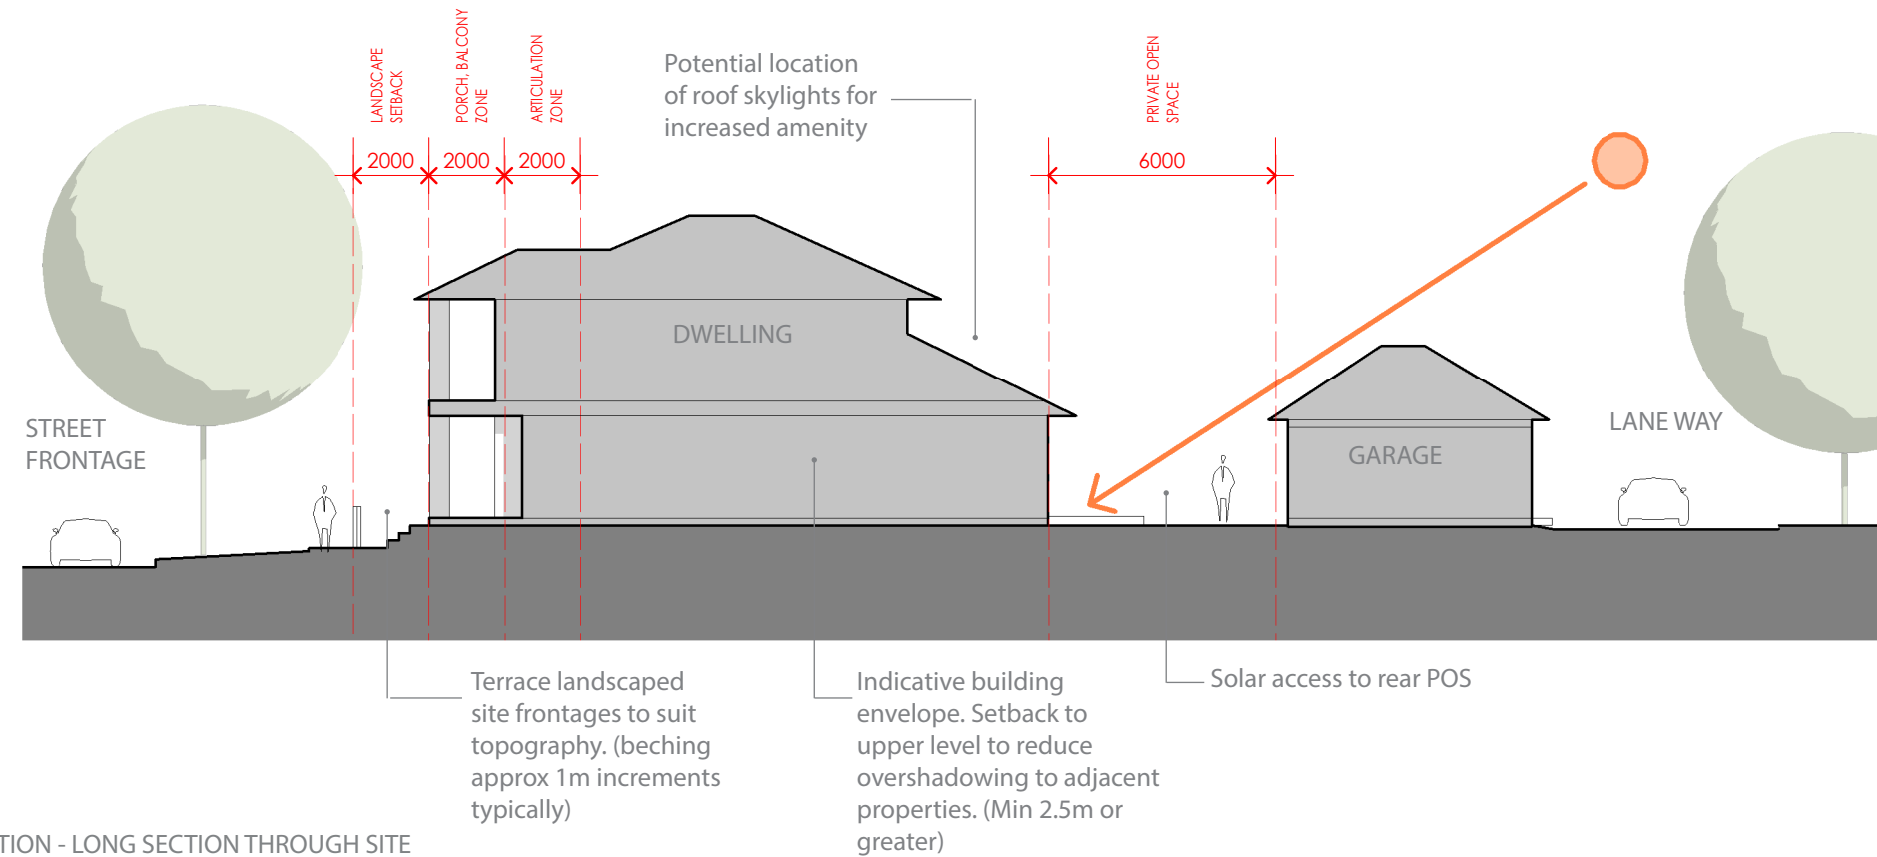 LANDSCAPE
SETBACK
PORCH, BALCONY
ZONE
ARTICULATION
ZONE
PRIVATE OPEN
SPACE
2000
2000
2000
6000
Potential location
of roof skylights for
increased amenity
DWELLING
STREET
FRONTAGE
GARAGE
LANE WAY
Terrace landscaped
site frontages to suit
topography. (beching
approx 1m increments
typically)
Indicative building
envelope. Setback to
upper level to reduce
overshadowing to adjacent
properties. (Min 2.5m or
greater)
Solar access to rear POS
TION - LONG SECTION THROUGH SITE